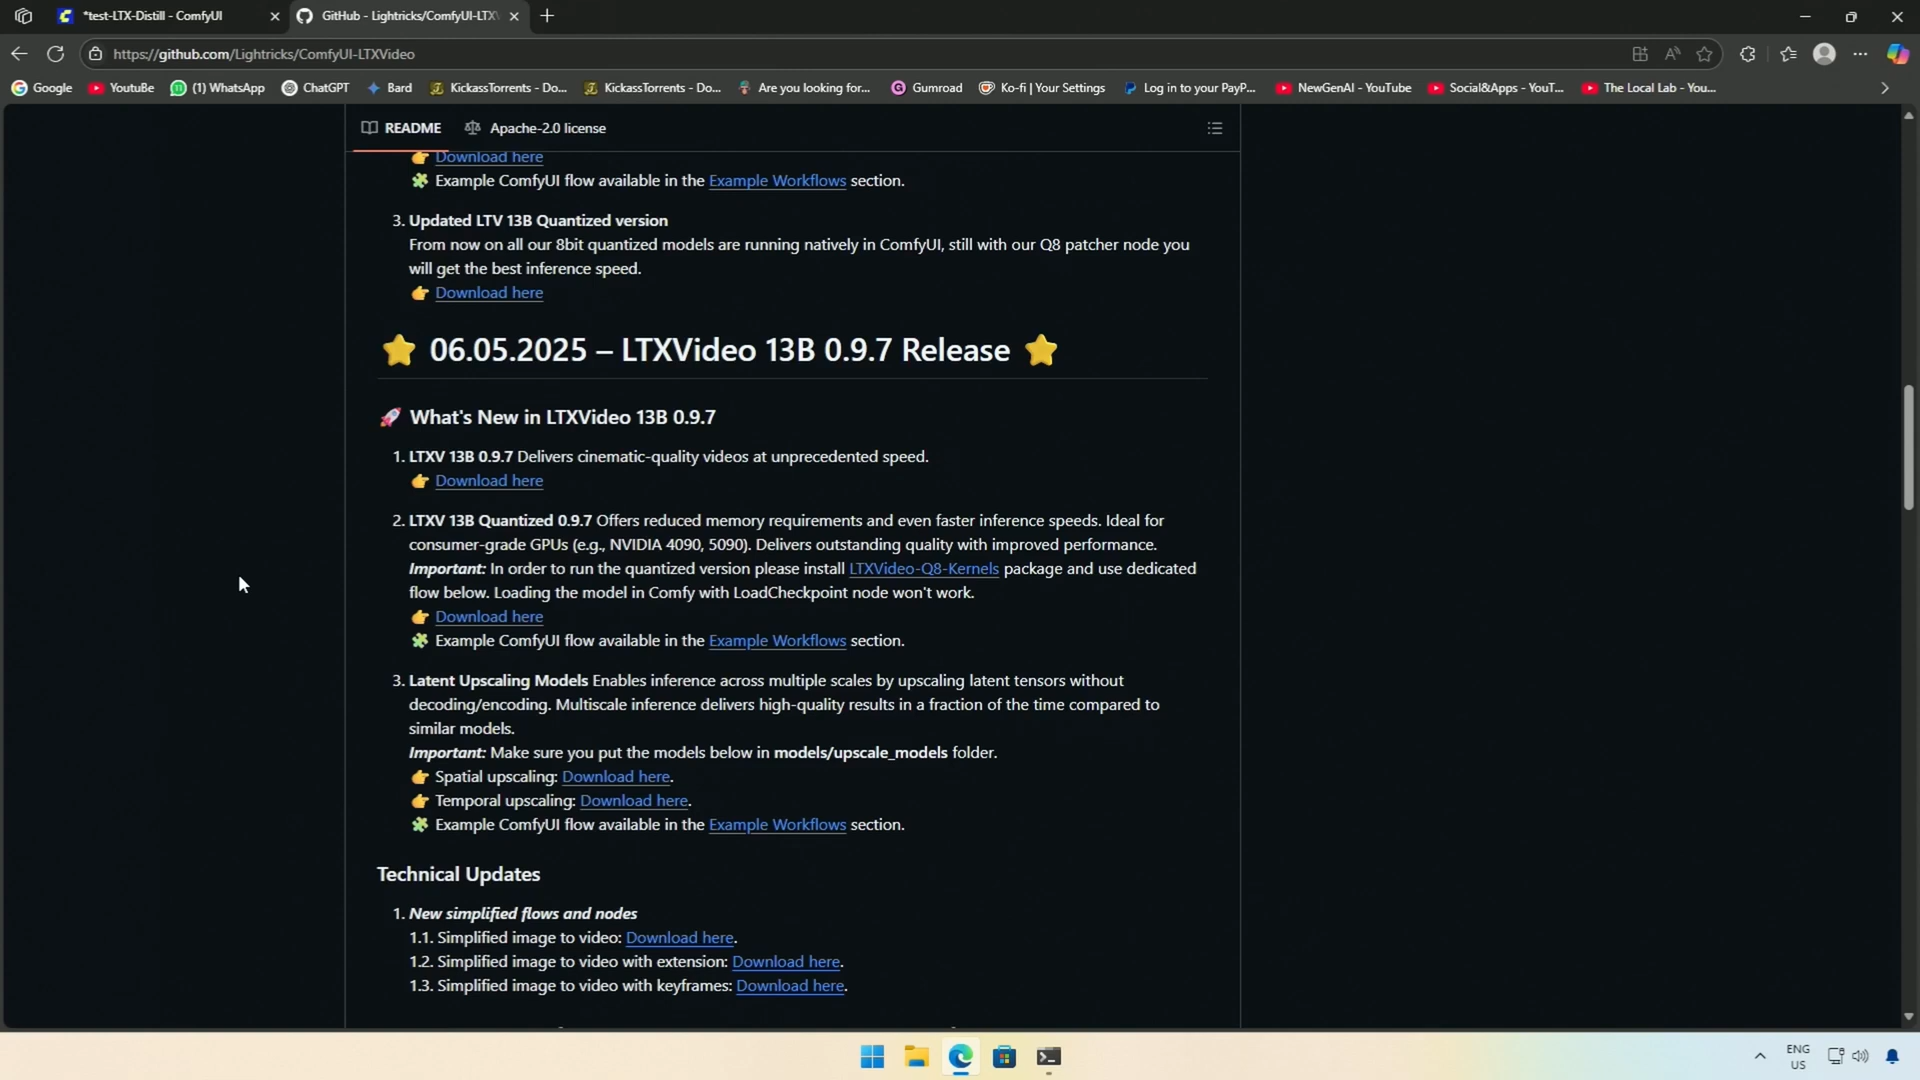 *test-LTX-Distill - ComfyUI
GitHub - Lightricks/ComfyUI-LTX
https://github.com/Lightricks/ComfyUI-LTXVideo
Google YouTube (1) WhatsApp ChatGPT Bard KickassTorrents - Do... KickassTorrents - Do... Are you looking for... Gumroad Ko-fi | Your Settings Log in to your PayP... NewGenAI - YouTube Social&Apps - YouT... The Local Lab - You...
README Apache-2.0 license
👉 Download here
🧩 Example ComfyUI flow available in the Example Workflows section.
3. Updated LTV 13B Quantized version
From now on all our 8bit quantized models are running natively in ComfyUI, still with our Q8 patcher node you
will get the best inference speed.
👉 Download here
⭐ 06.05.2025 – LTXVideo 13B 0.9.7 Release ⭐
🚀 What's New in LTXVideo 13B 0.9.7
1. LTXV 13B 0.9.7 Delivers cinematic-quality videos at unprecedented speed.
👉 Download here
2. LTXV 13B Quantized 0.9.7 Offers reduced memory requirements and even faster inference speeds. Ideal for
consumer-grade GPUs (e.g., NVIDIA 4090, 5090). Delivers outstanding quality with improved performance.
Important: In order to run the quantized version please install LTXVideo-Q8-Kernels package and use dedicated
flow below. Loading the model in Comfy with LoadCheckpoint node won't work.
👉 Download here
🧩 Example ComfyUI flow available in the Example Workflows section.
3. Latent Upscaling Models Enables inference across multiple scales by upscaling latent tensors without
decoding/encoding. Multiscale inference delivers high-quality results in a fraction of the time compared to
similar models.
Important: Make sure you put the models below in models/upscale_models folder.
👉 Spatial upscaling: Download here.
👉 Temporal upscaling: Download here.
🧩 Example ComfyUI flow available in the Example Workflows section.
Technical Updates
1. New simplified flows and nodes
1.1. Simplified image to video: Download here.
1.2. Simplified image to video with extension: Download here.
1.3. Simplified image to video with keyframes: Download here.
ENG
US